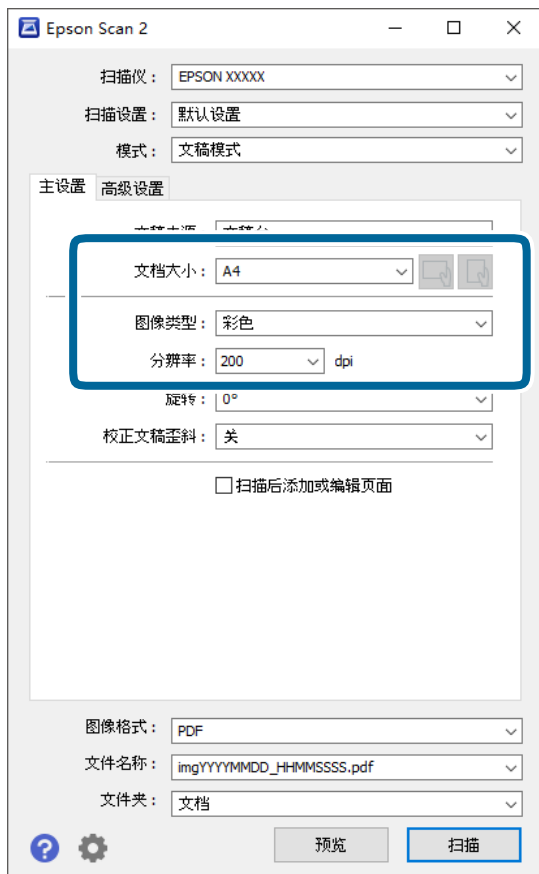 Epson Scan 2
扫描仪： EPSON XXXXX
扫描设置： 默认设置
模式： 文稿模式
主设置 高级设置
文档大小： A4
图像类型： 彩色
分辨率： 200 dpi
旋转： 0°
校正文稿歪斜： 关
扫描后添加或编辑页面
图像格式： PDF
文件名称： imgYYYYMMDD_HHMMSSSS.pdf
文件夹： 文档
? 预览 扫描